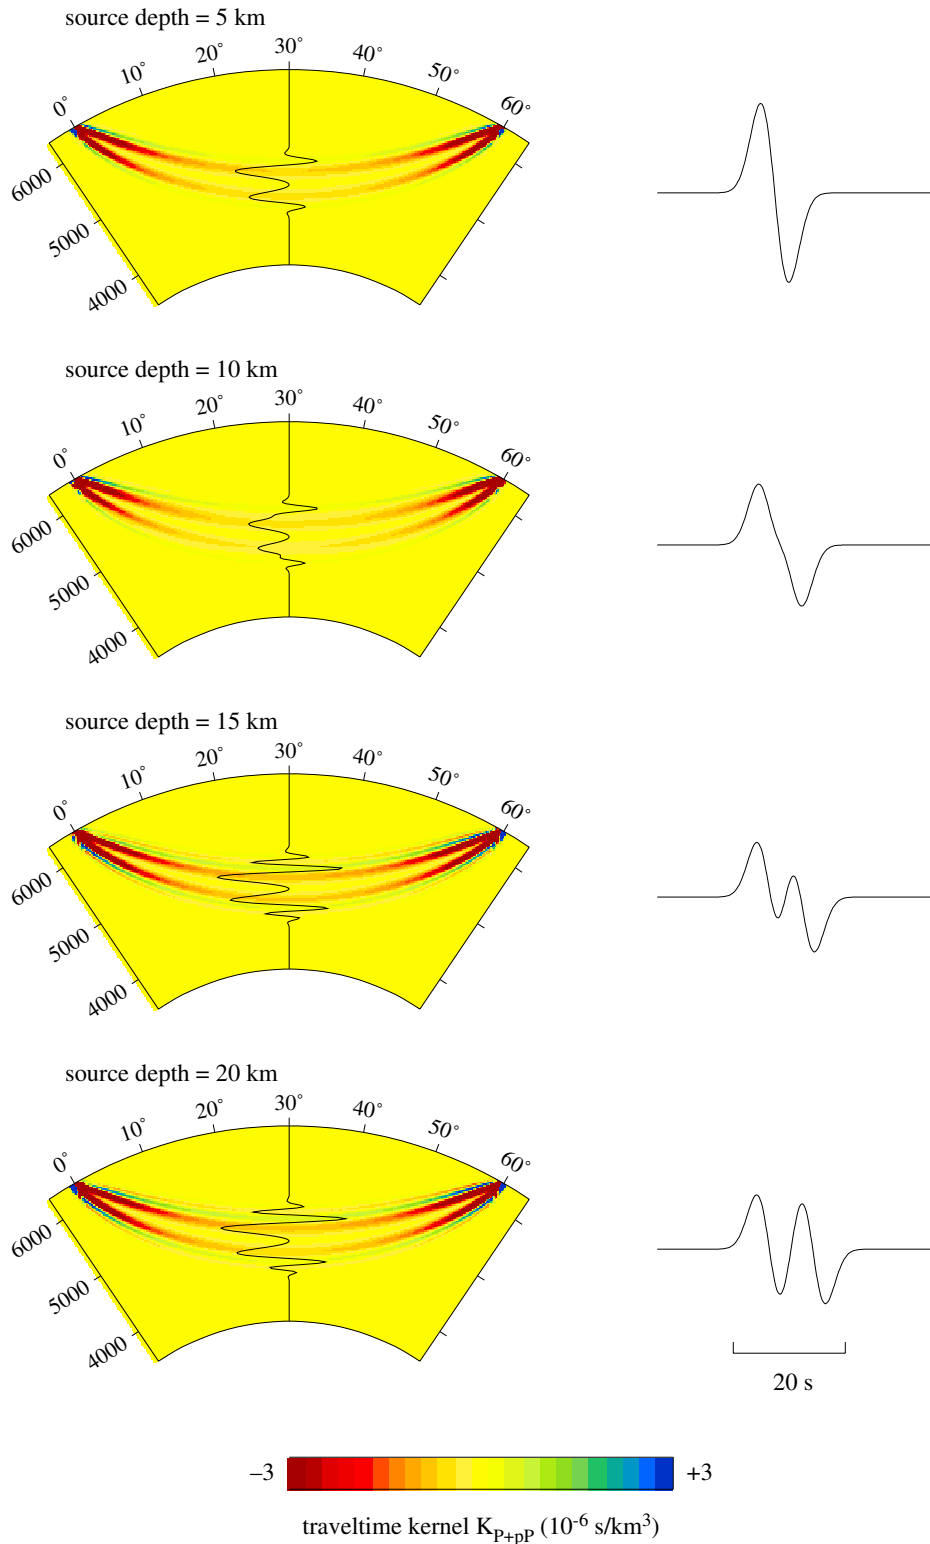 source depth = 5 km
0° 10° 20° 30° 40° 50° 60°
6000
5000
4000
source depth = 10 km
0° 10° 20° 30° 40° 50° 60°
6000
5000
4000
source depth = 15 km
0° 10° 20° 30° 40° 50° 60°
6000
5000
4000
source depth = 20 km
0° 10° 20° 30° 40° 50° 60°
6000
5000
4000
20 s
−3 +3
traveltime kernel K_{P+pP} (10^{-6} s/km^{3})